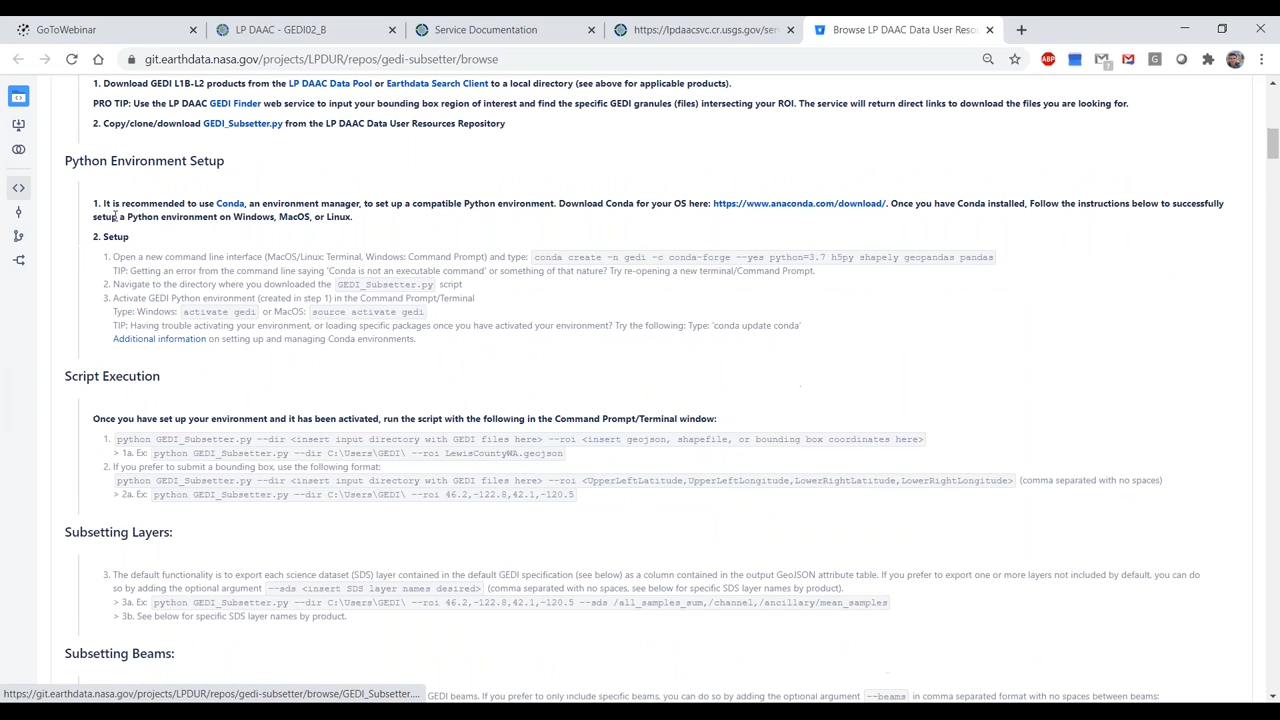 GoToWebinar
LP DAAC - GEDI02_B
Service Documentation
https://lpdaacsvc.cr.usgs.gov/ser
Browse LP DAAC Data User Reso
git.earthdata.nasa.gov/projects/LPDUR/repos/gedi-subsetter/browse
ABP
7
G
1. Download GEDI L1B-L2 products from the LP DAAC Data Pool or Earthdata Search Client to a local directory (see above for applicable products).
PRO TIP: Use the LP DAAC GEDI Finder web service to input your bounding box region of interest and find the specific GEDI granules (files) intersecting your ROI. The service will return direct links to download the files you are looking for.
2. Copy/clone/download GEDI_Subsetter.py from the LP DAAC Data User Resources Repository
Python Environment Setup
1. It is recommended to use Conda, an environment manager, to set up a compatible Python environment. Download Conda for your OS here: https://www.anaconda.com/download/. Once you have Conda installed, Follow the instructions below to successfully
setup a Python environment on Windows, MacOS, or Linux.
2. Setup
1. Open a new command line interface (MacOS/Linux: Terminal, Windows: Command Prompt) and type: conda create -n gedi -c conda-forge --yes python=3.7 h5py shapely geopandas pandas
TIP: Getting an error from the command line saying 'Conda is not an executable command' or something of that nature? Try re-opening a new terminal/Command Prompt.
2. Navigate to the directory where you downloaded the GEDI_Subsetter.py script
3. Activate GEDI Python environment (created in step 1) in the Command Prompt/Terminal
Type: Windows: activate gedi or MacOS: source activate gedi
TIP: Having trouble activating your environment, or loading specific packages once you have activated your environment? Try the following: Type: 'conda update conda'
Additional information on setting up and managing Conda environments.
Script Execution
Once you have set up your environment and it has been activated, run the script with the following in the Command Prompt/Terminal window:
1. python GEDI_Subsetter.py --dir <insert input directory with GEDI files here> --roi <insert geojson, shapefile, or bounding box coordinates here>
> 1a. Ex: python GEDI_Subsetter.py --dir C:\Users\GEDI\ --roi LewisCountyWA.geojson
2. If you prefer to submit a bounding box, use the following format:
python GEDI_Subsetter.py --dir <insert input directory with GEDI files here> --roi <UpperLeftLatitude,UpperLeftLongitude,LowerRightLatitude,LowerRightLongitude> (comma separated with no spaces)
> 2a. Ex: python GEDI_Subsetter.py --dir C:\Users\GEDI\ --roi 46.2,-122.8,42.1,-120.5
Subsetting Layers:
3. The default functionality is to export each science dataset (SDS) layer contained in the default GEDI specification (see below) as a column contained in the output GeoJSON attribute table. If you prefer to export one or more layers not included by default, you can do
so by adding the optional argument --sds <insert SDS layer names desired> (comma separated with no spaces, see below for specific SDS layer names by product).
> 3a. Ex: python GEDI_Subsetter.py --dir C:\Users\GEDI\ --roi 46.2,-122.8,42.1,-120.5 --sds /all_samples_sum,/channel,/ancillary/mean_samples
> 3b. See below for specific SDS layer names by product.
Subsetting Beams:
https://git.earthdata.nasa.gov/projects/LPDUR/repos/gedi-subsetter/browse/GEDI_Subsetter....
GEDI beams. If you prefer to only include specific beams, you can do so by adding the optional argument --beams in comma separated format with no spaces between beams: